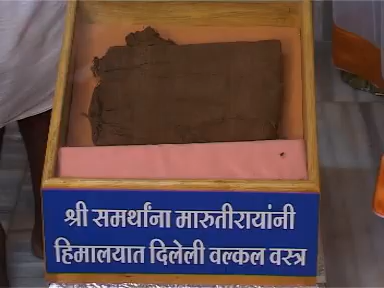 श्री समर्थांना मारुतीरायांनी
हिमालयात दिलेली वल्कल वस्त्र